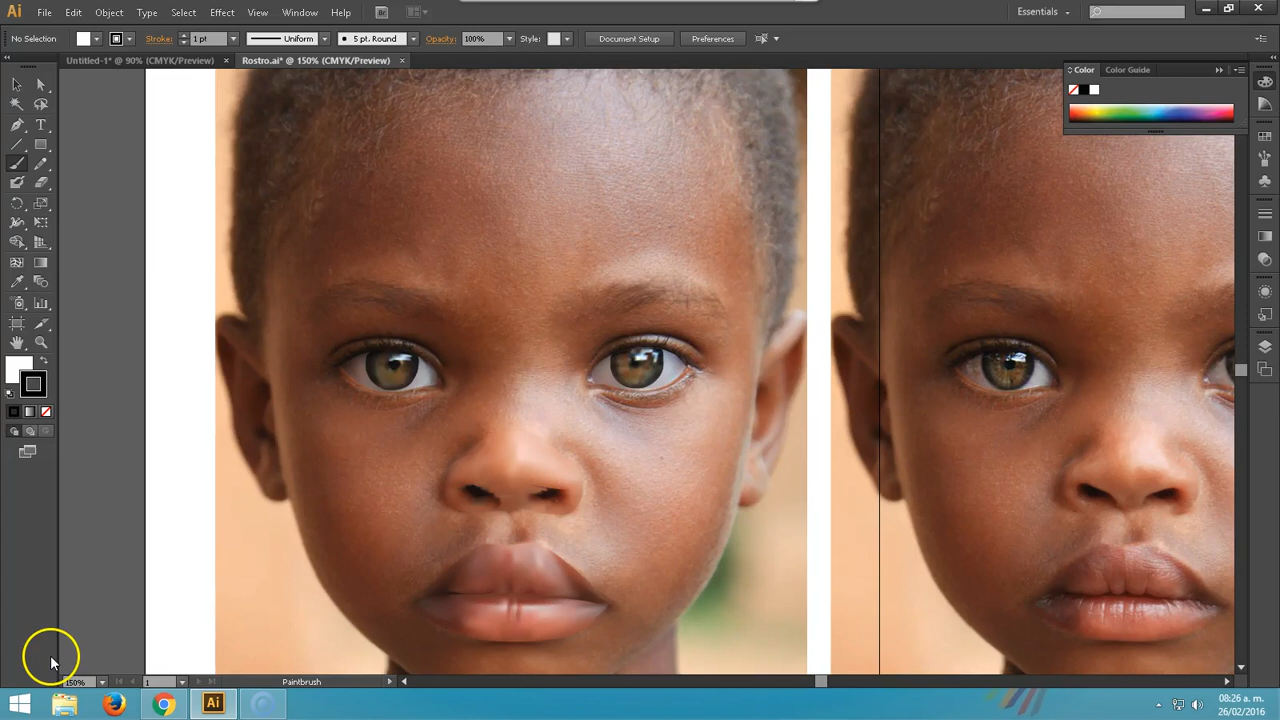 Ai File Edit Object Type Select Effect View Window Help Br Essentials
No Selection Stroke: 1 pt Uniform 5 pt. Round Opacity: 100% Style: Document Setup Preferences
Untitled-1* @ 90% (CMYK/Preview) Rostro.ai* @ 150% (CMYK/Preview)
Color Color Guide
150% 1 Paintbrush
Ai
08:26 a. m.
26/02/2016